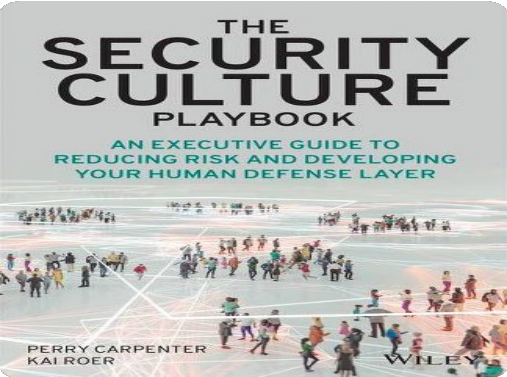 THE
SECURITY
CULTURE
PLAYBOOK
AN EXECUTIVE GUIDE TO
REDUCING RISK AND DEVELOPING
YOUR HUMAN DEFENSE LAYER
PERRY CARPENTER
KAI ROER
WILEY